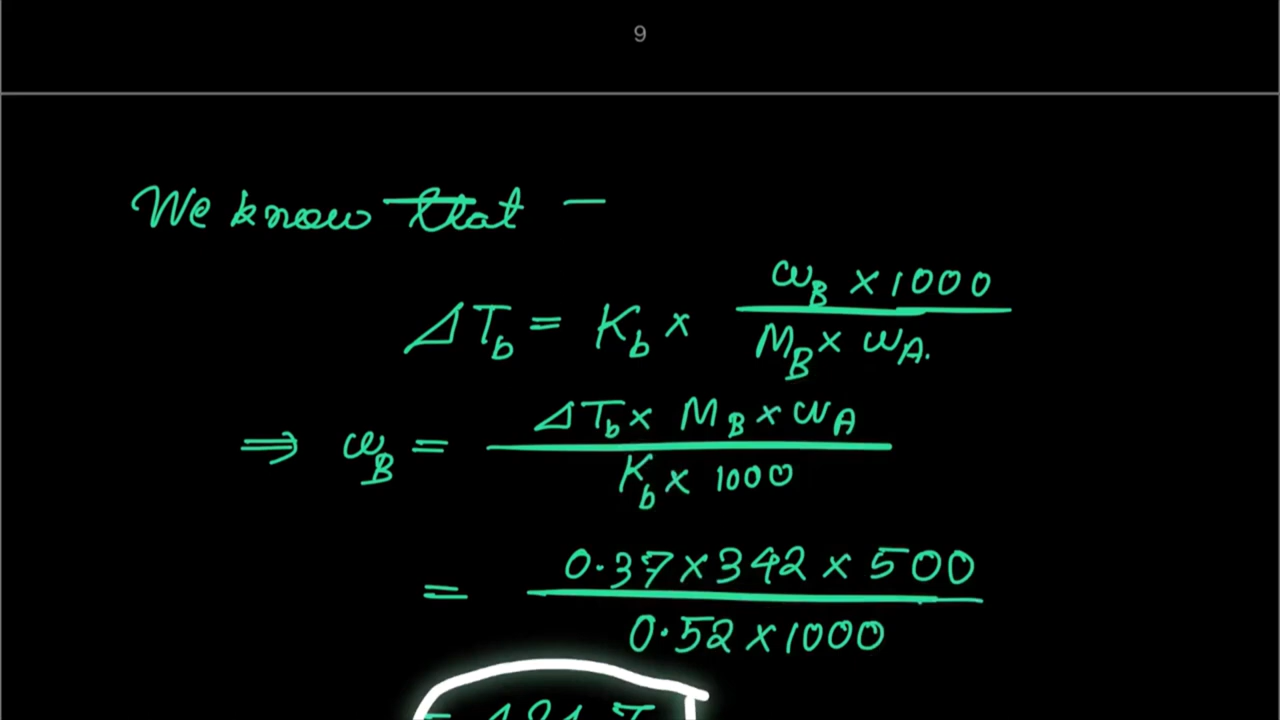 9
We know that —
ΔT_b = K_b × (w_B × 1000) / (M_B × w_A.)
⇒ w_B = (ΔT_b × M_B × w_A) / (K_b × 1000)
= (0.37 × 342 × 500) / (0.52 × 1000)